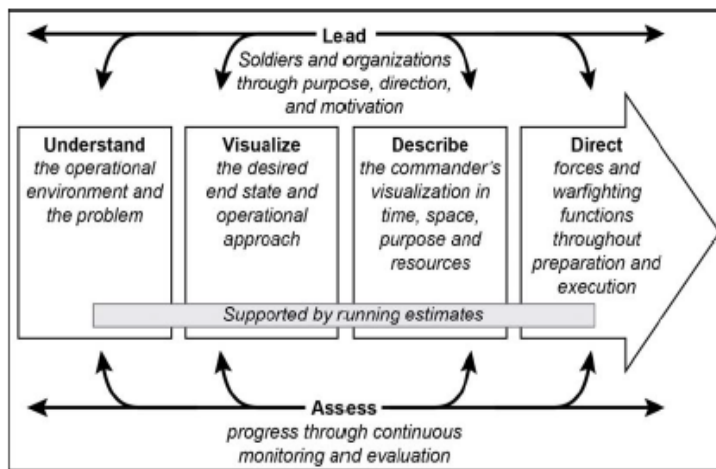 Lead
Soldiers and organizations
through purpose, direction,
and motivation
Understand
the operational
environment and
the problem
Visualize
the desired
end state and
operational
approach
Describe
the commander's
visualization in
time, space,
purpose and
resources
Direct
forces and
warfighting
functions
throughout
preparation and
execution
Supported by running estimates
Assess
progress through continuous
monitoring and evaluation